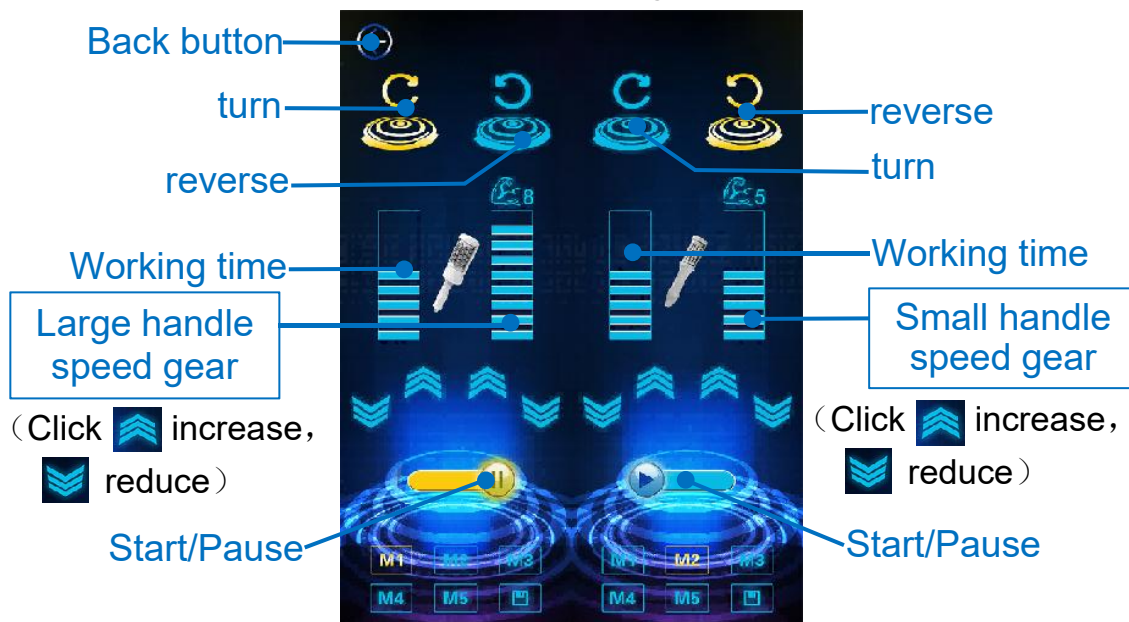 Back button
turn
reverse
reverse
turn
8
5
Working time
Working time
Large handle
speed gear
Small handle
speed gear
（Click increase，
reduce）
（Click increase，
reduce）
Start/Pause
Start/Pause
M1 M2 M3
M4 M5
M1 M2 M3
M4 M5